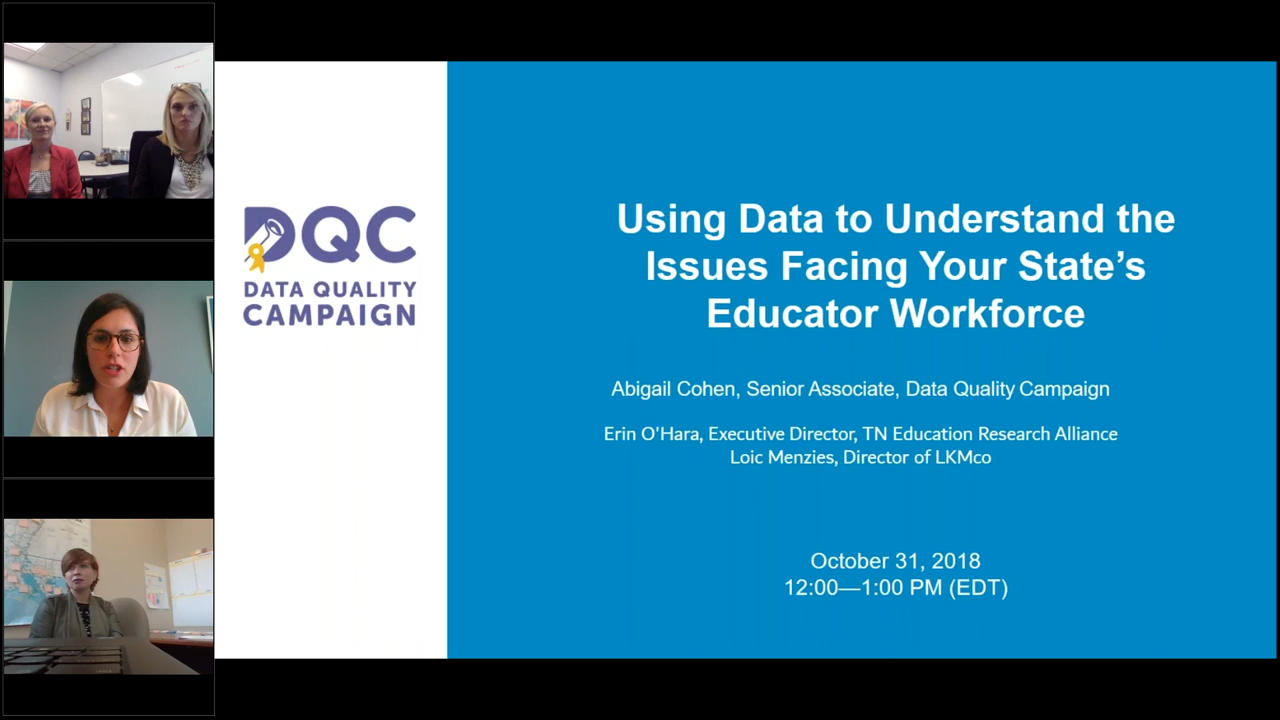 DQC
DATA QUALITY
CAMPAIGN
Using Data to Understand the
Issues Facing Your State's
Educator Workforce
Abigail Cohen, Senior Associate, Data Quality Campaign
Erin O'Hara, Executive Director, TN Education Research Alliance
Loic Menzies, Director of LKMco
October 31, 2018
12:00—1:00 PM (EDT)